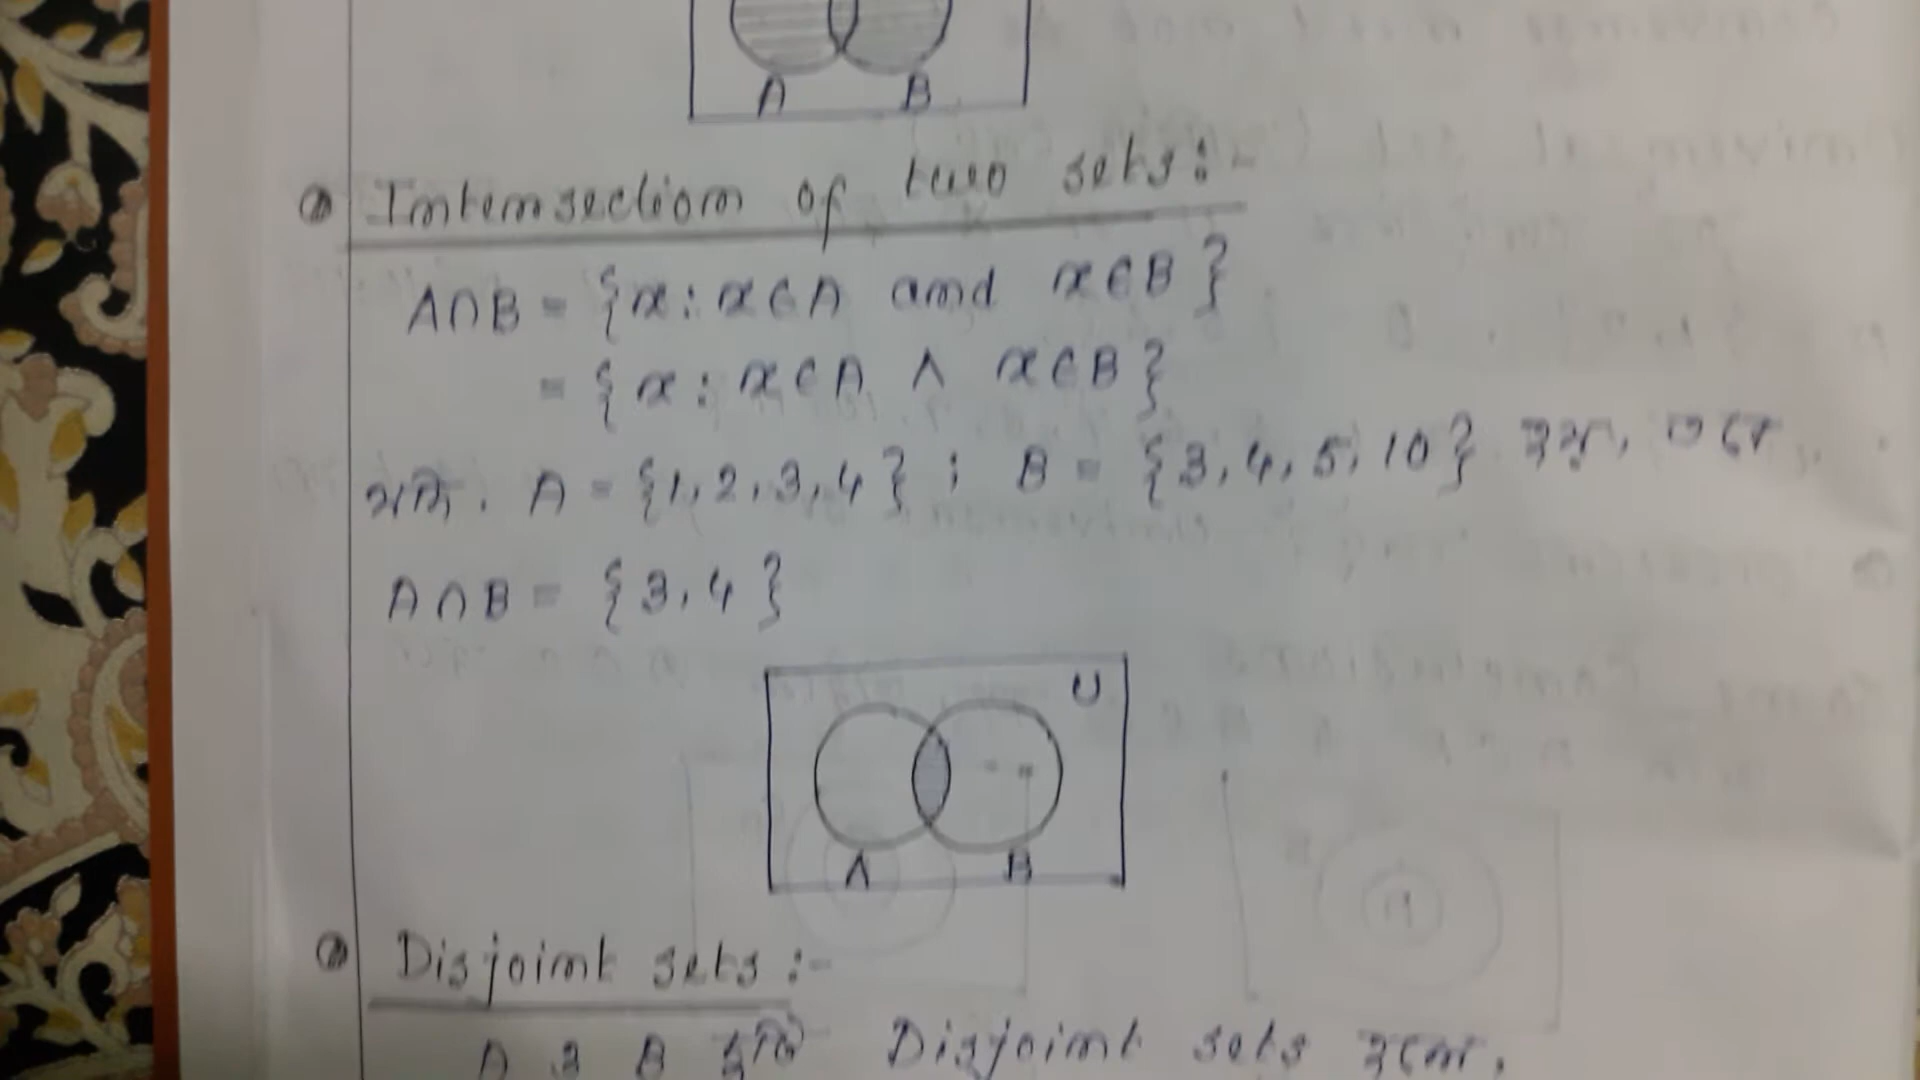 A B
Intersection of two sets :-
A∩B = {x : x∈A and x∈B}
= {x : x∈A ∧ x∈B}
যদি, A = {1, 2, 3, 4} ; B = {3, 4, 5, 10} হয়, তবে,
A∩B = {3, 4}
U
A B
Disjoint sets :-
A ও B দুটি Disjoint sets হলে,